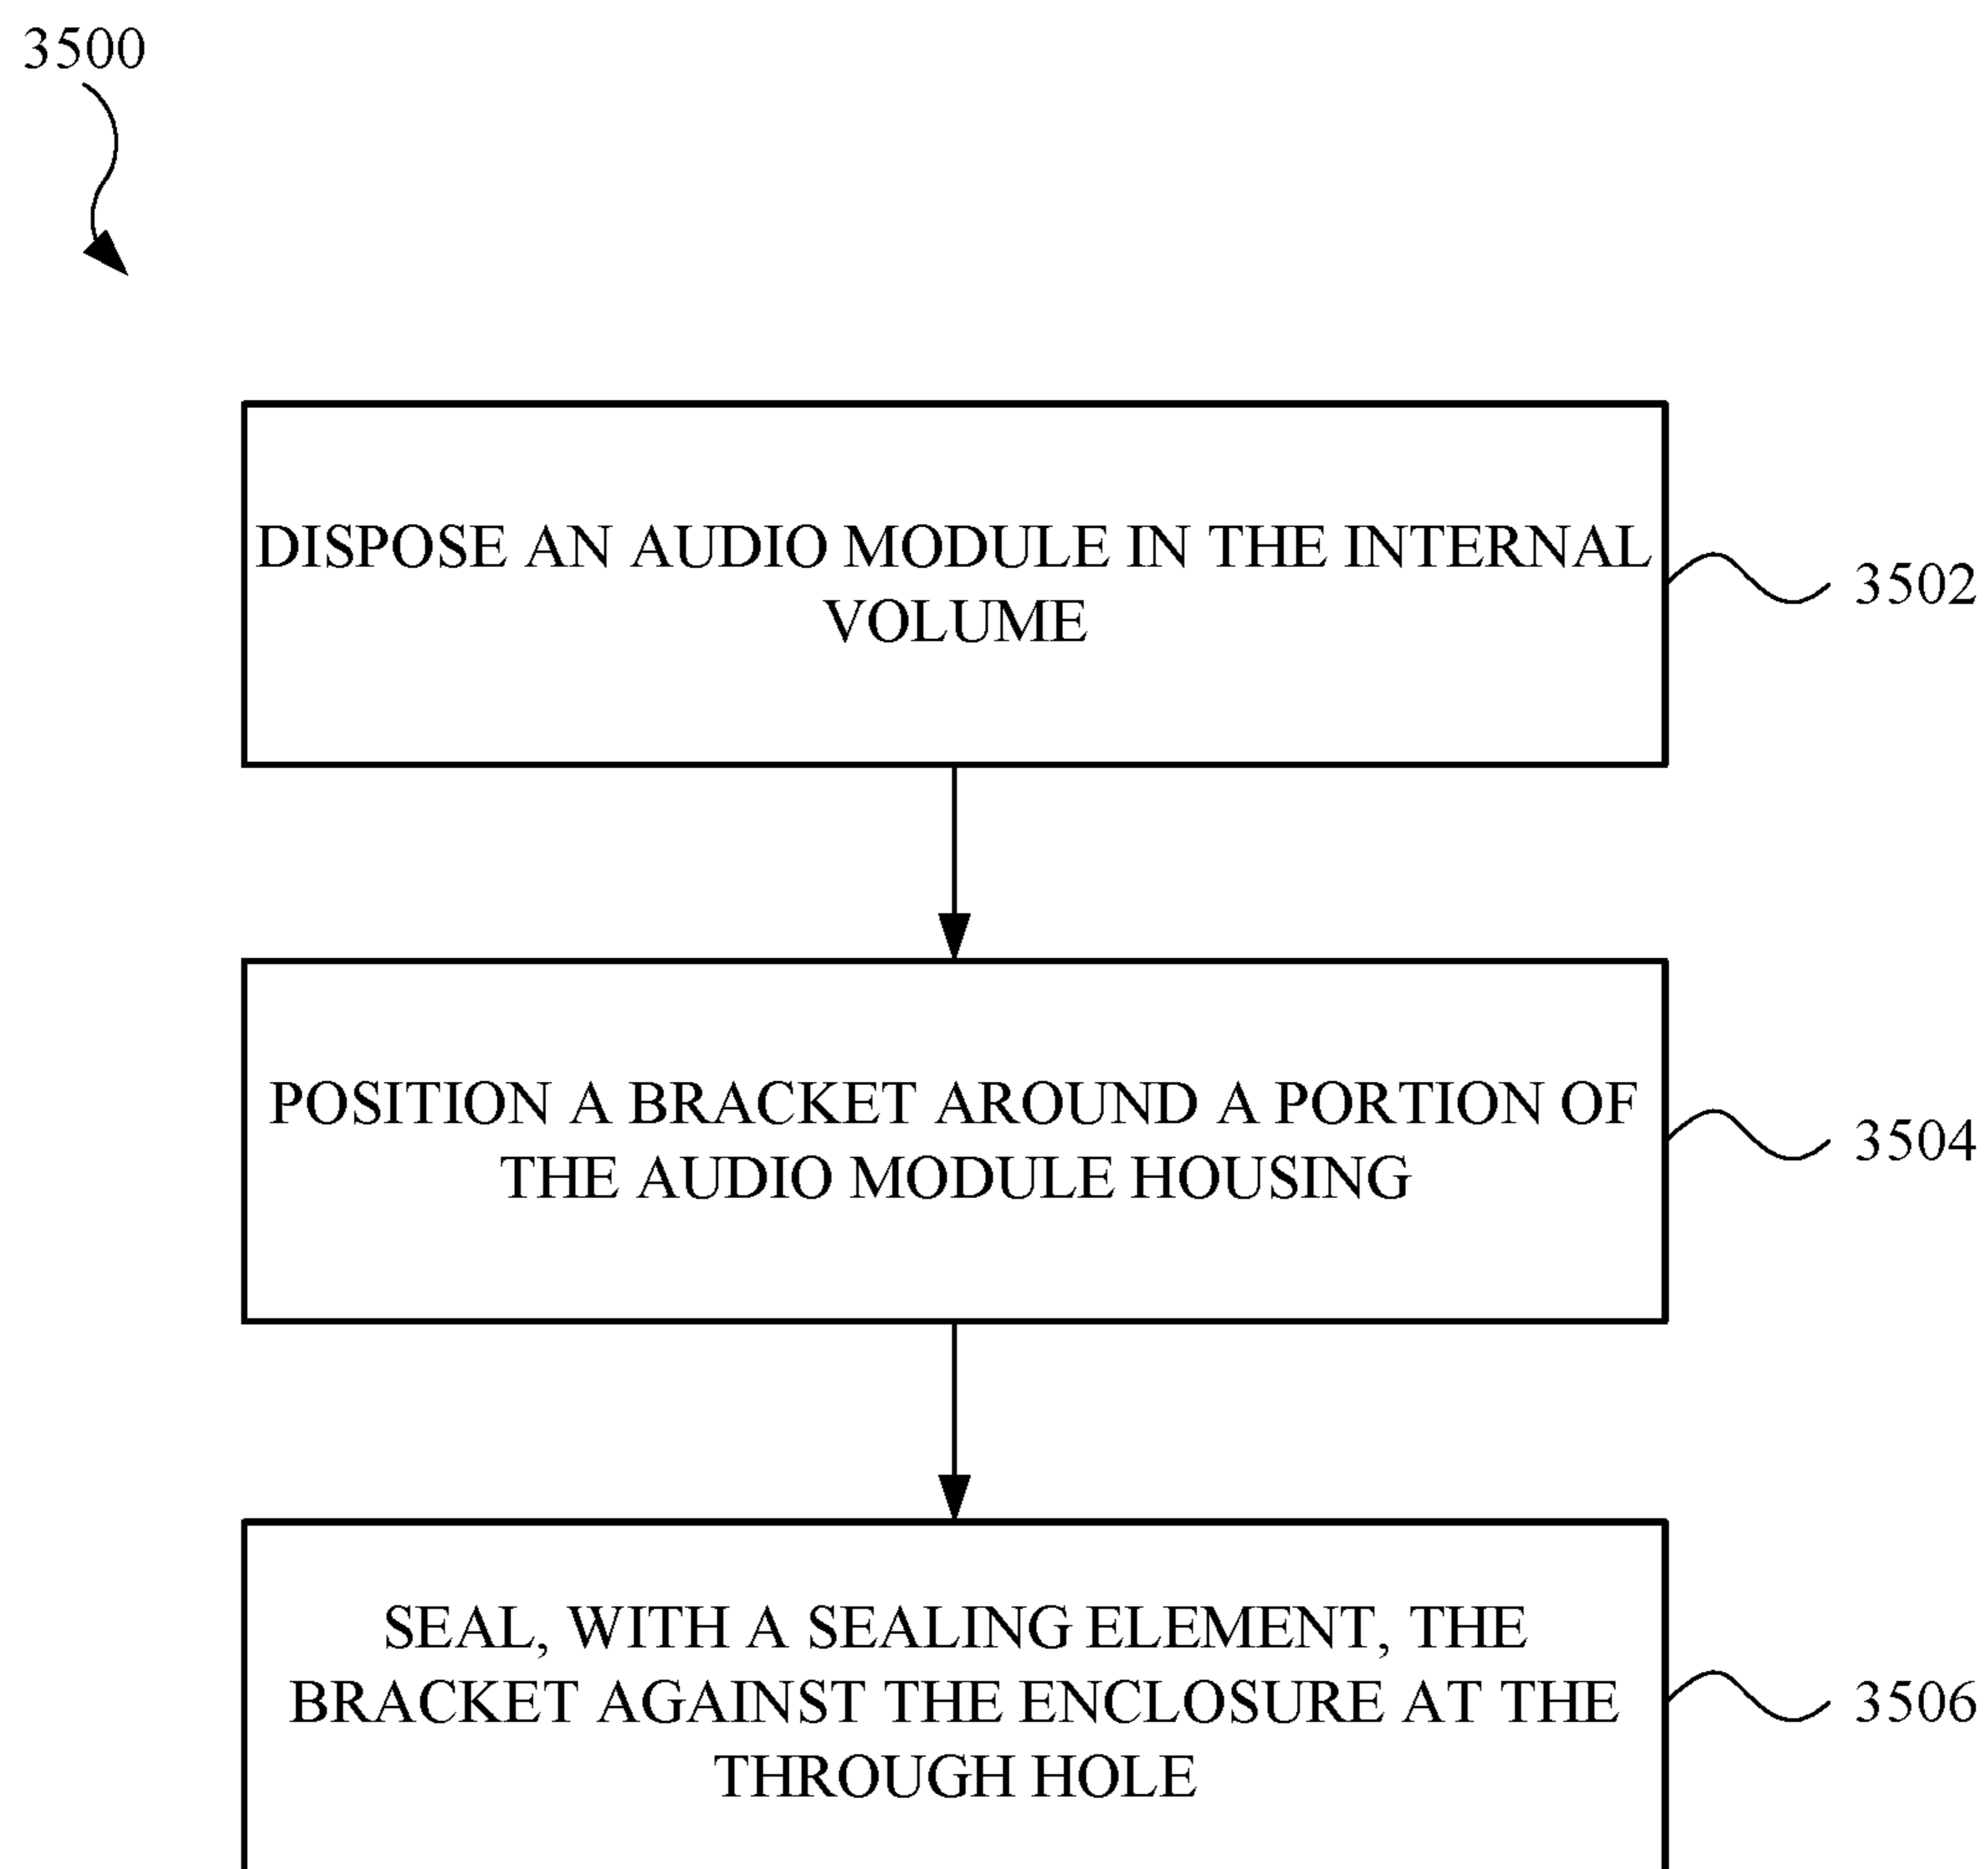 3500
DISPOSE AN AUDIO MODULE IN THE INTERNAL
VOLUME
3502
POSITION A BRACKET AROUND A PORTION OF
THE AUDIO MODULE HOUSING
3504
SEAL, WITH A SEALING ELEMENT, THE
BRACKET AGAINST THE ENCLOSURE AT THE
THROUGH HOLE
3506